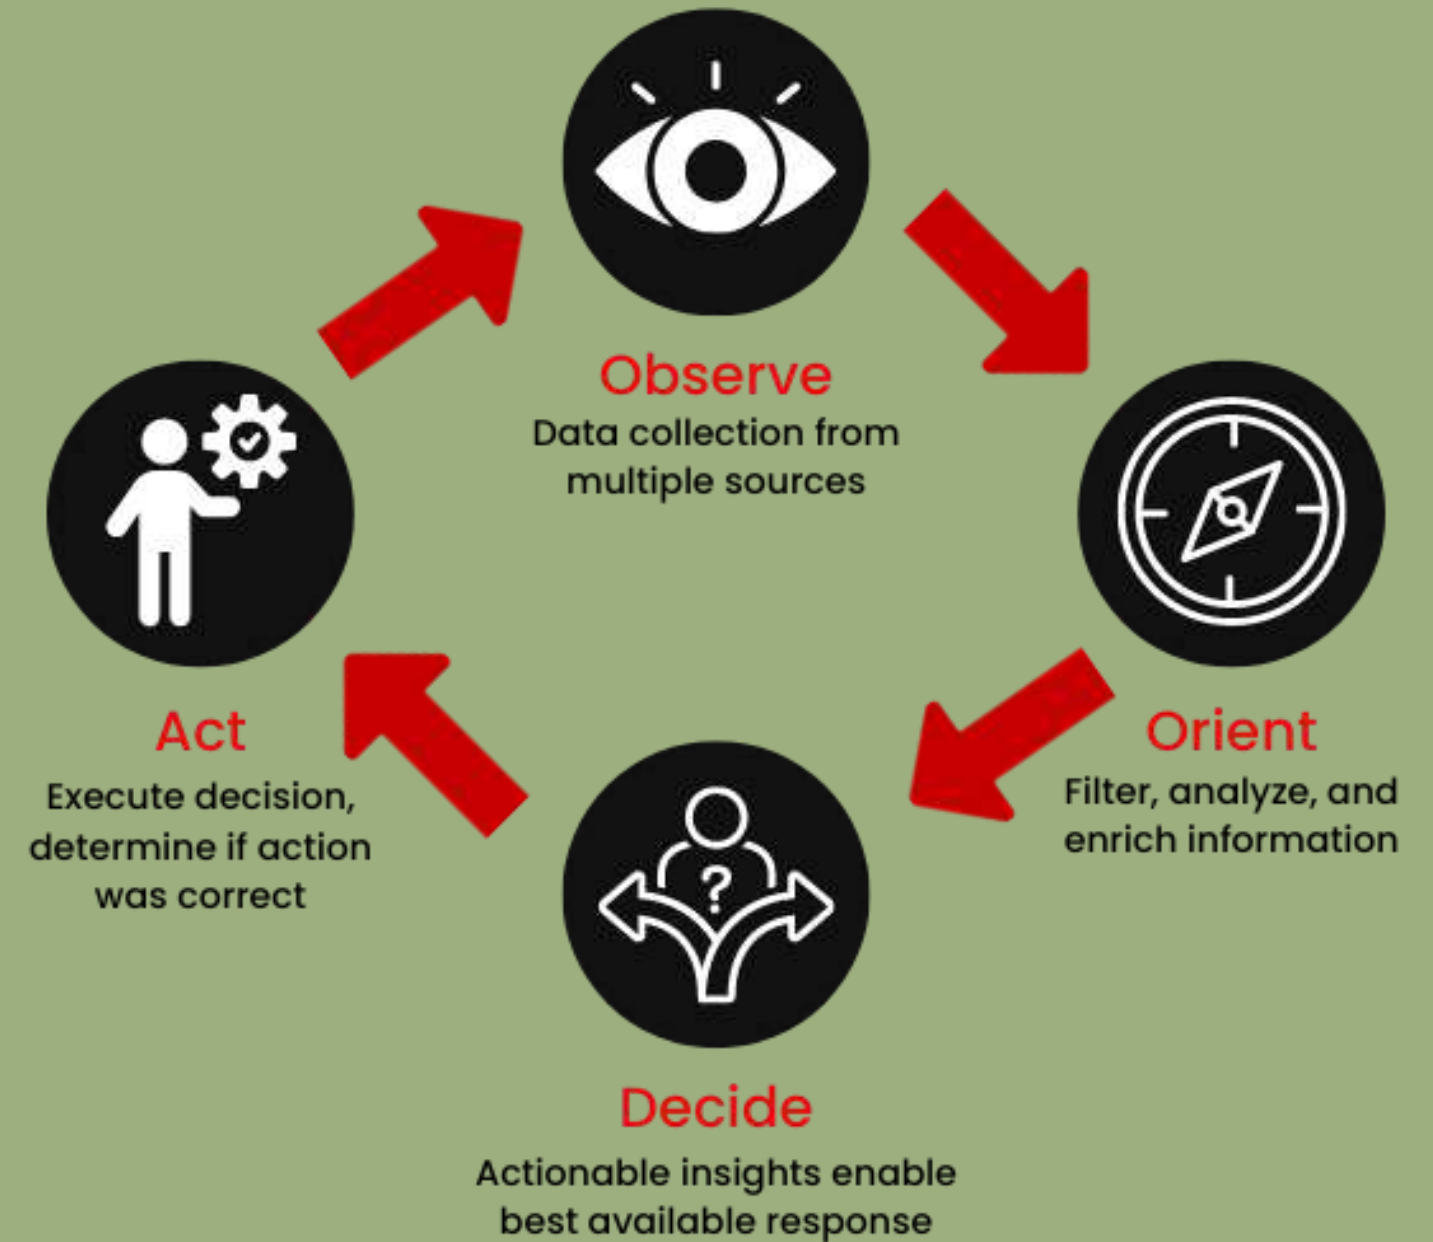 Observe
Data collection from
multiple sources
Orient
Filter, analyze, and
enrich information
Decide
?
Actionable insights enable
best available response
Act
Execute decision,
determine if action
was correct